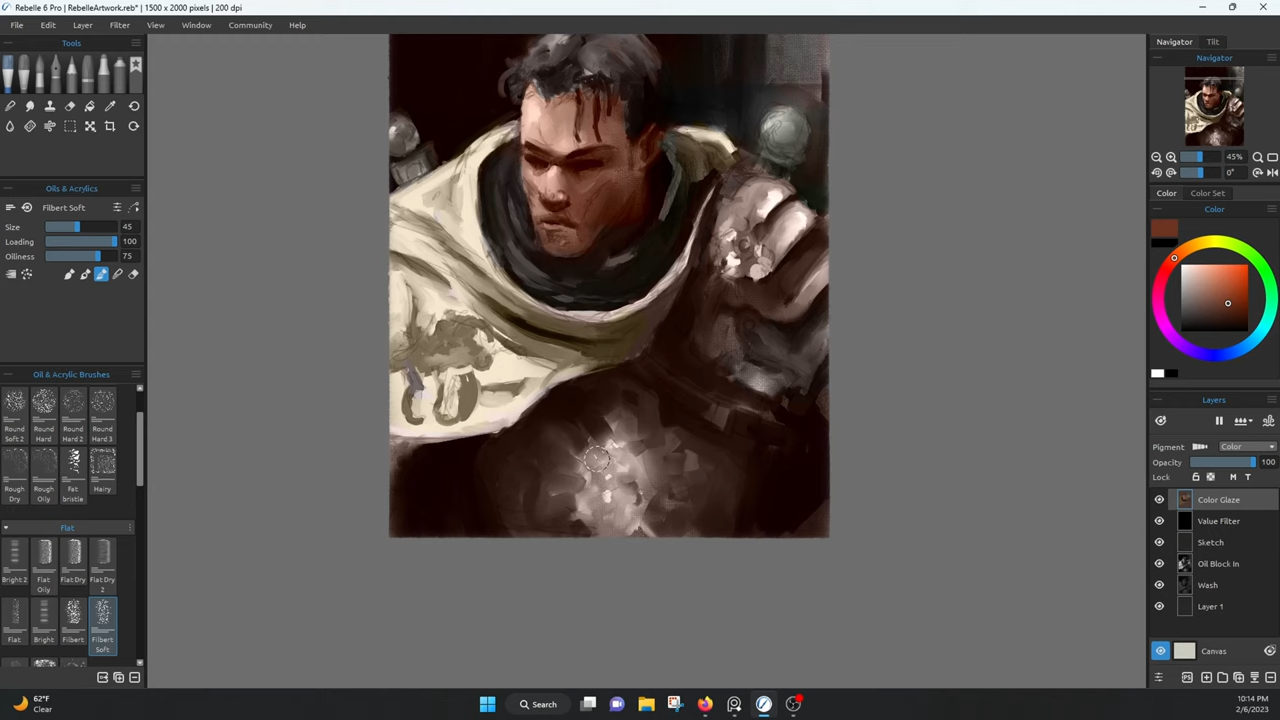 Rebelle 6 Pro | RebelleArtwork.reb* | 1500 x 2000 pixels | 200 dpi
File Edit Layer Filter View Window Community Help
Tools
Navigator Tilt
Navigator
45%
0°
Oils & Acrylics
Filbert Soft
Size 45
Loading 100
Oiliness 75
Color Color Set
Color
Oil & Acrylic Brushes
Round Soft 2
Round Hard
Round Hard 2
Round Hard 3
Rough Dry
Rough Oily
Fat bristle
Hairy
Flat
Bright 2
Flat Oily
Flat Dry
Flat Dry 2
Flat
Bright
Filbert
Filbert Soft
Layers
Pigment Color
Opacity 100
Lock M T
Color Glaze
Value Filter
Sketch
Oil Block In
Wash
Layer 1
Canvas
62°F
Clear
Search
10:14 PM
2/6/2023